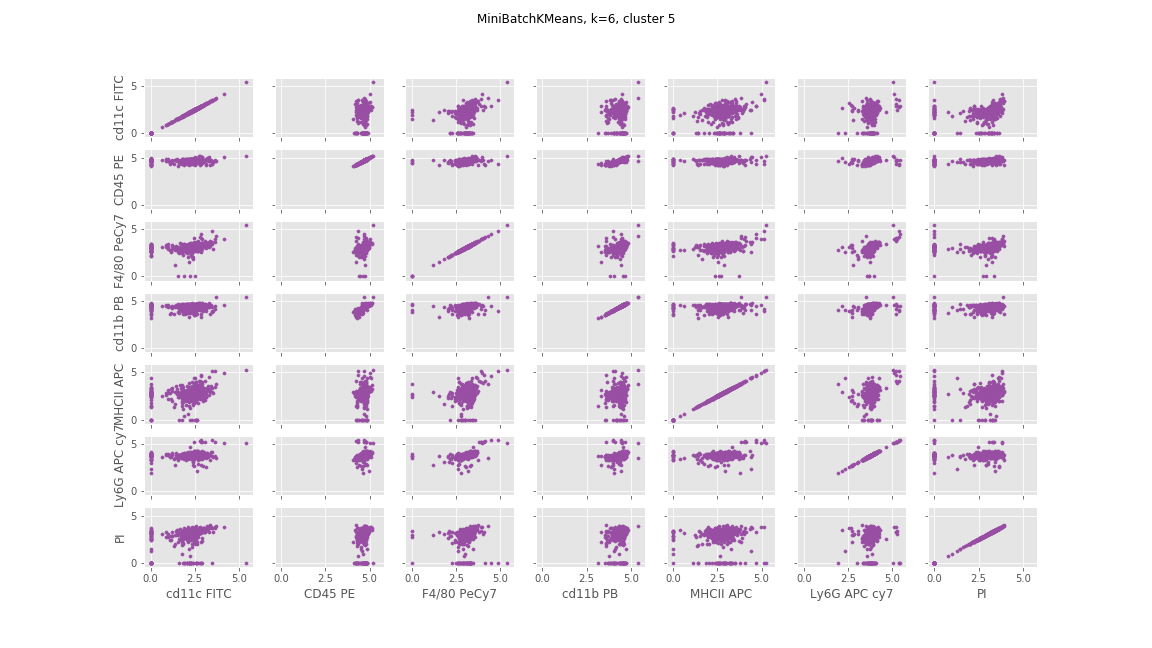 MiniBatchKMeans, k=6, cluster 5
cd11c FITC
5
0
CD45 PE
5
0
F4/80 PeCy7
5
0
cd11b PB
5
0
MHCII APC
5
0
Ly6G APC cy7
5
0
PI
5
0
0.0 2.5 5.0 0.0 2.5 5.0 0.0 2.5 5.0 0.0 2.5 5.0 0.0 2.5 5.0 0.0 2.5 5.0 0.0 2.5 5.0
cd11c FITC CD45 PE F4/80 PeCy7 cd11b PB MHCII APC Ly6G APC cy7 PI